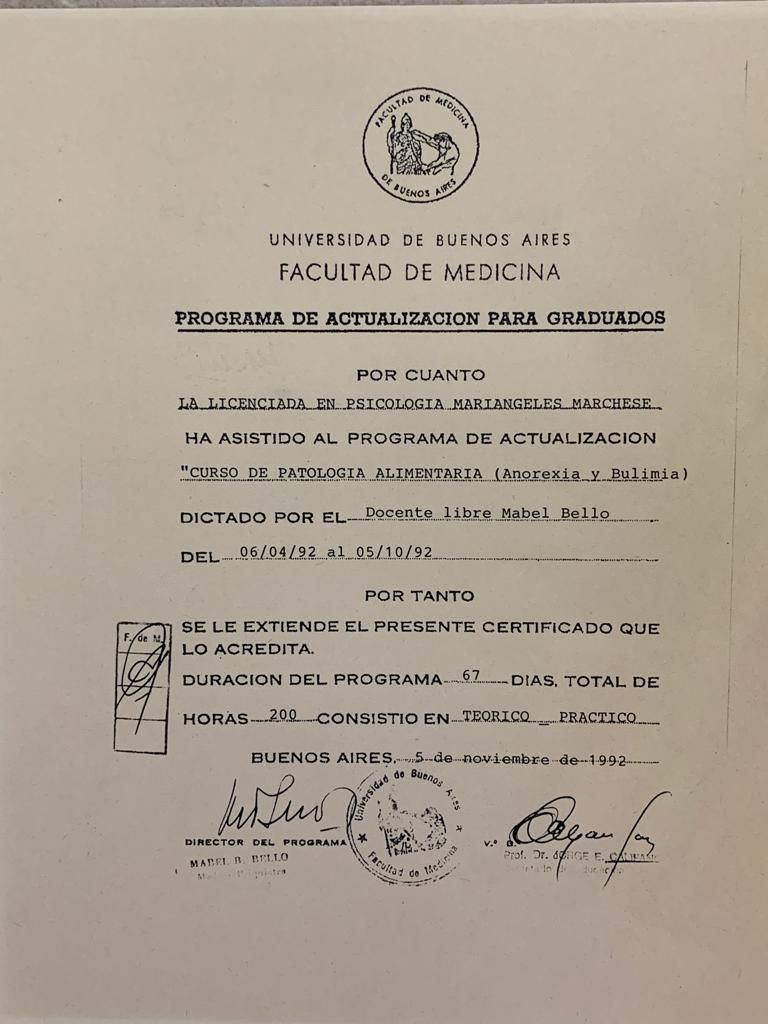 FACULTAD DE MEDICINA
DE BUENOS AIRES
UNIVERSIDAD DE BUENOS AIRES
FACULTAD DE MEDICINA
PROGRAMA DE ACTUALIZACION PARA GRADUADOS
POR CUANTO
LA LICENCIADA EN PSICOLOGIA MARIANGELES MARCHESE
HA ASISTIDO AL PROGRAMA DE ACTUALIZACION
"CURSO DE PATOLOGIA ALIMENTARIA (Anorexia y Bulimia)
DICTADO POR EL Docente libre Mabel Bello
DEL 06/04/92 al 05/10/92
POR TANTO
SE LE EXTIENDE EL PRESENTE CERTIFICADO QUE
LO ACREDITA.
F. de M.
DURACION DEL PROGRAMA 67 DIAS, TOTAL DE
HORAS 200 CONSISTIO EN TEORICO _ PRACTICO
BUENOS AIRES, 5 de noviembre de 1992
Universidad de Buenos Aires
Facultad de Medicina
DIRECTOR DEL PROGRAMA
V.º B.
MABEL B. BELLO
Prof. Dr. JORGE E.